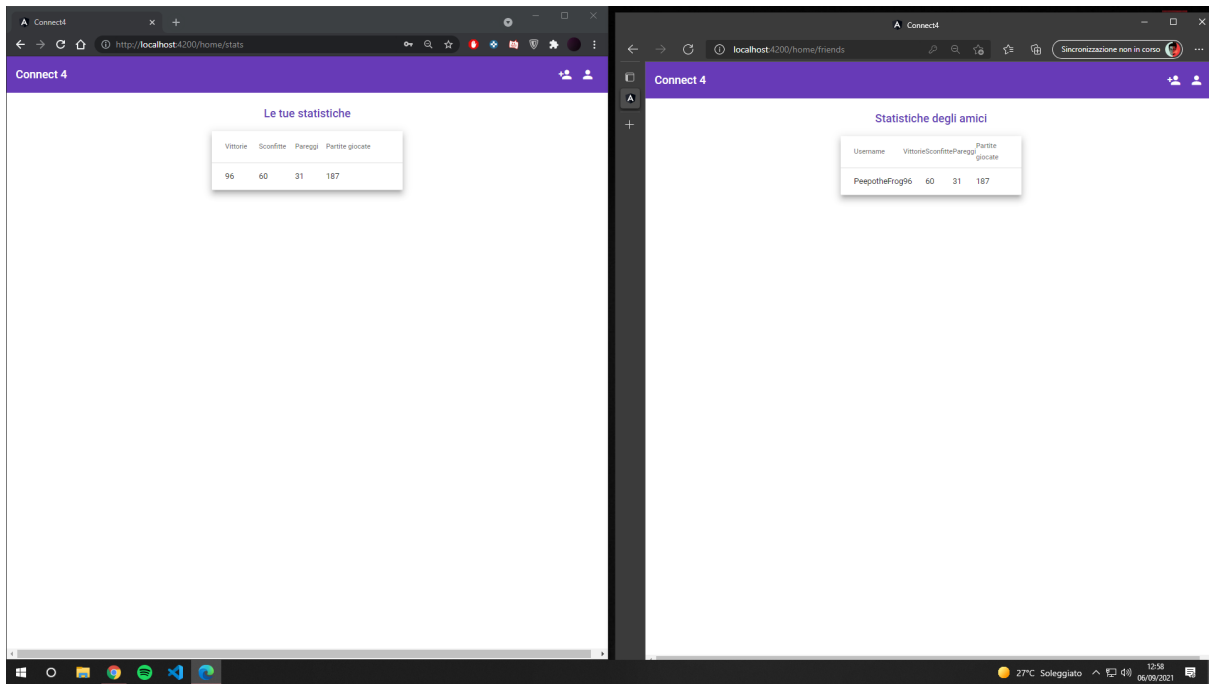 Connect4
http://localhost:4200/home/stats
Connect 4
Le tue statistiche
Vittorie Sconfitte Pareggi Partite giocate
96 60 31 187
Connect4
localhost:4200/home/friends
Sincronizzazione non in corso
Connect 4
Statistiche degli amici
Username Vittorie Sconfitte Pareggi Partite
giocate
PeepotheFrog 96 60 31 187
27°C Soleggiato
12:58
06/09/2021